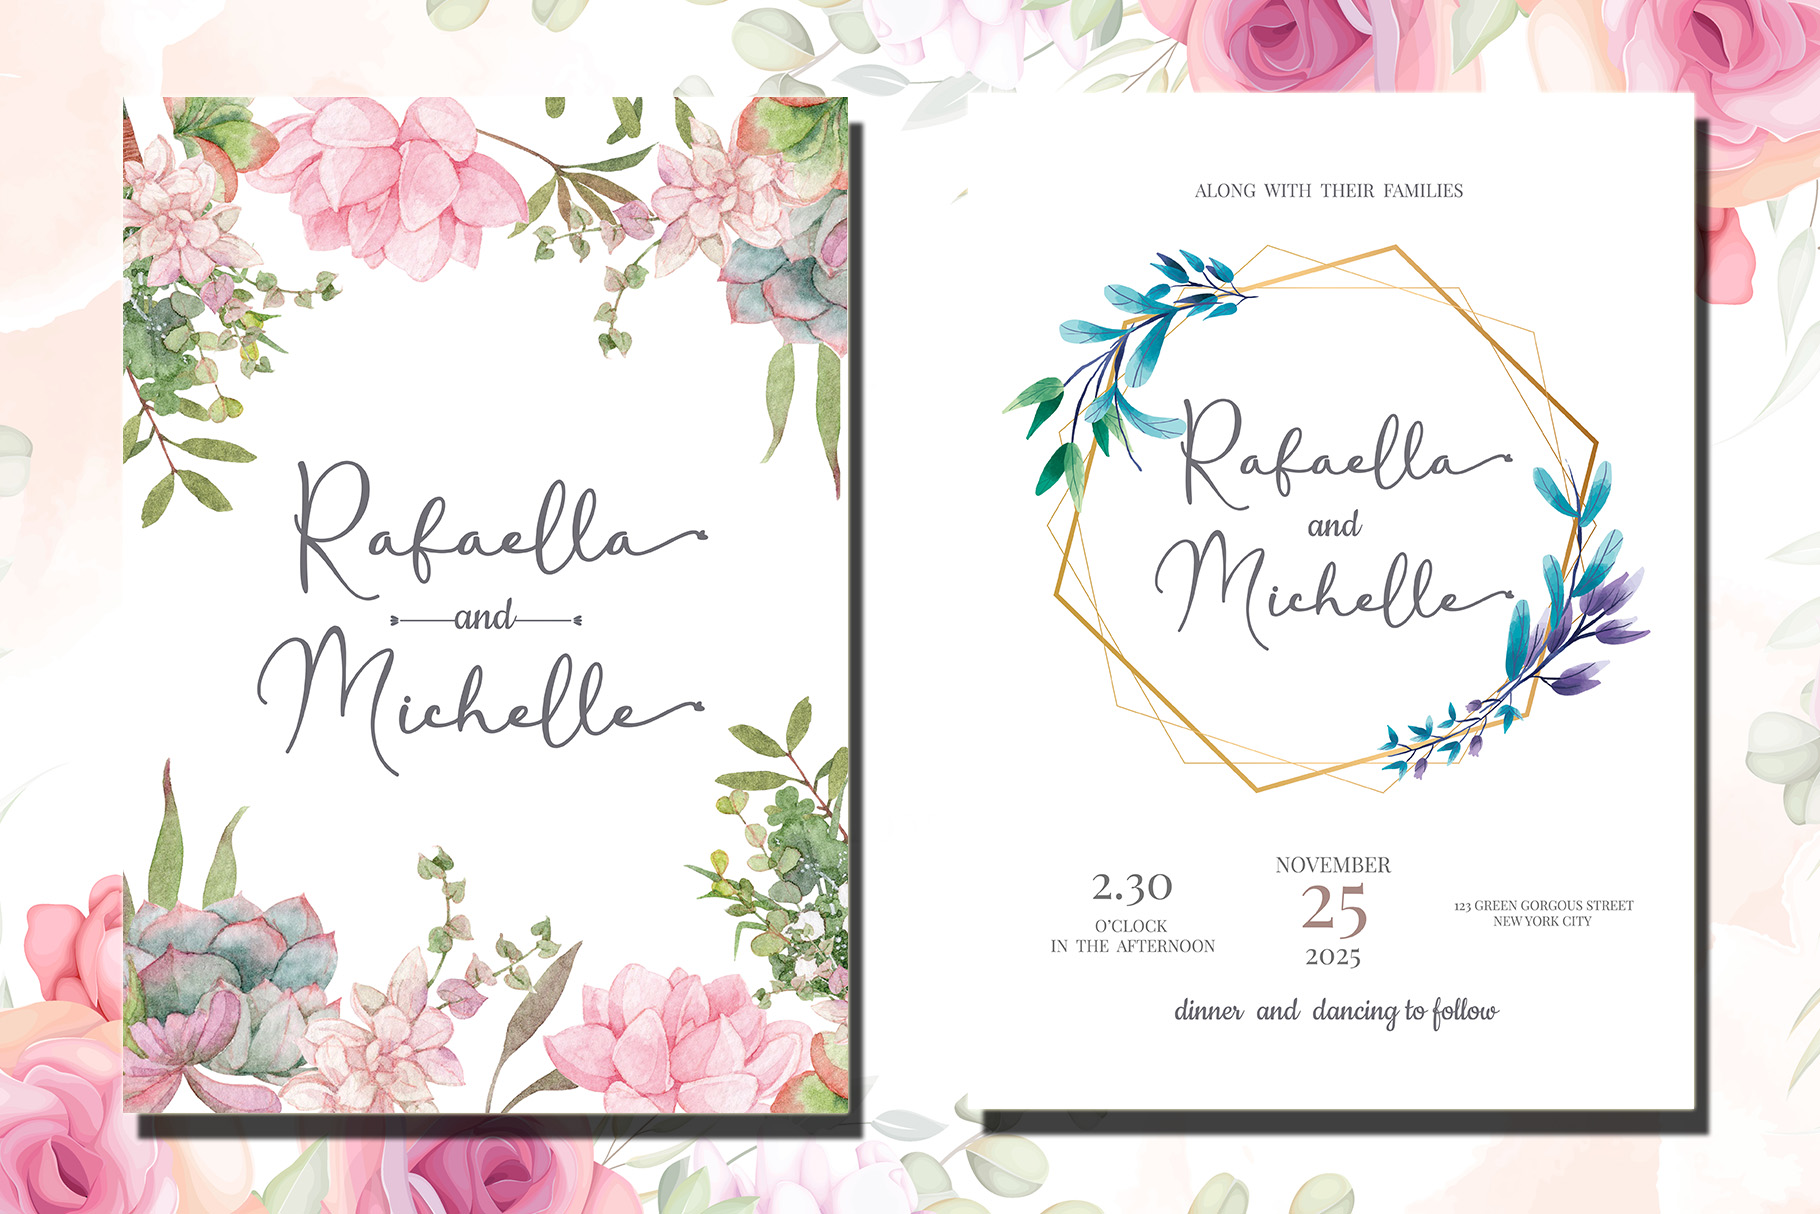 Rafaella
and
Michelle
ALONG WITH THEIR FAMILIES
Rafaella
and
Michelle
2.30
O'CLOCK
IN THE AFTERNOON
NOVEMBER
25
2025
123 GREEN GORGOUS STREET
NEW YORK CITY
dinner and dancing to follow